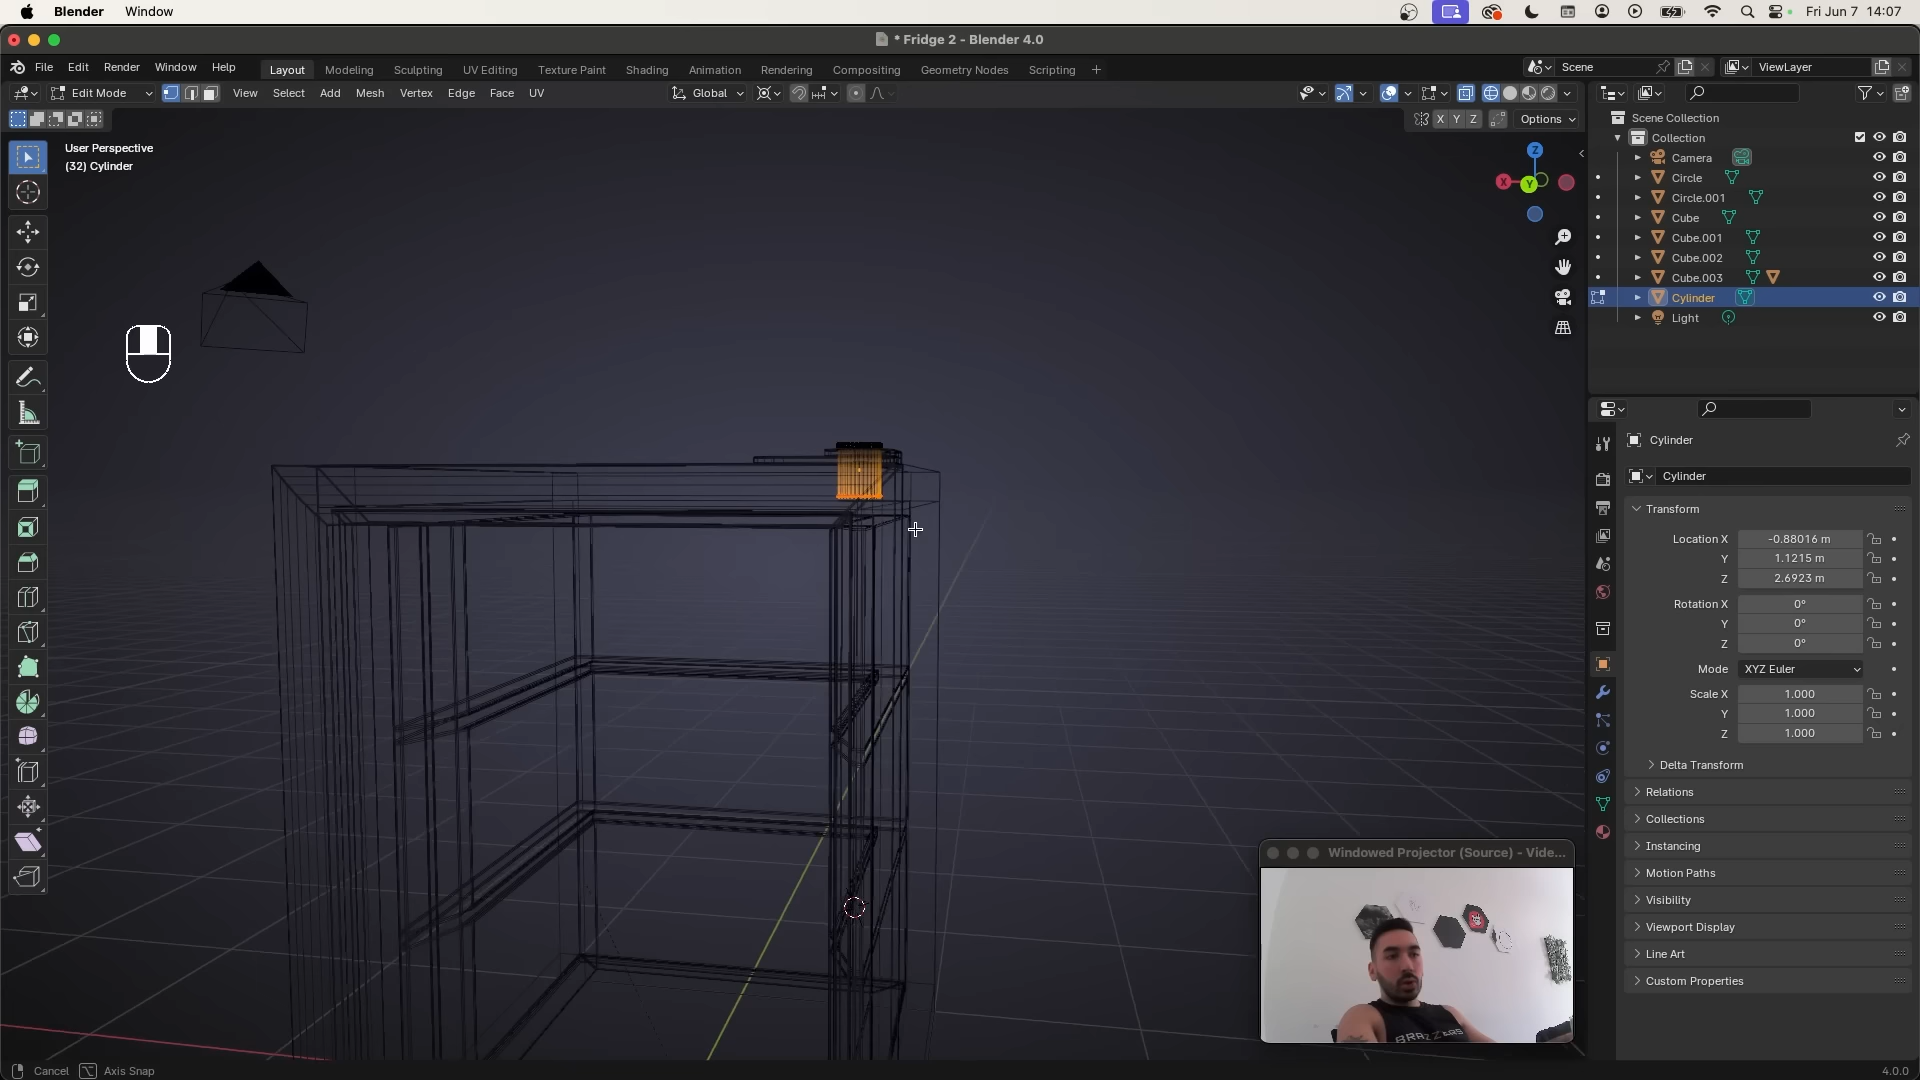 Blender Window Fri Jun 7 14:07
* Fridge 2 - Blender 4.0
File Edit Render Window Help Layout Modeling Sculpting UV Editing Texture Paint Shading Animation Rendering Compositing Geometry Nodes Scripting + Scene ViewLayer
Edit Mode View Select Add Mesh Vertex Edge Face UV Global
X Y Z Options
User Perspective
(32) Cylinder
Z
X
Y
Scene Collection
Collection
Camera
Circle
Circle.001
Cube
Cube.001
Cube.002
Cube.003
Cylinder
Light
Cylinder
Cylinder
Transform
Location X -0.88016 m
Y 1.1215 m
Z 2.6923 m
Rotation X 0°
Y 0°
Z 0°
Mode XYZ Euler
Scale X 1.000
Y 1.000
Z 1.000
Delta Transform
Relations
Collections
Instancing
Motion Paths
Visibility
Viewport Display
Line Art
Custom Properties
Windowed Projector (Source) - Vide...
BRAZZERS
Cancel Axis Snap 4.0.0